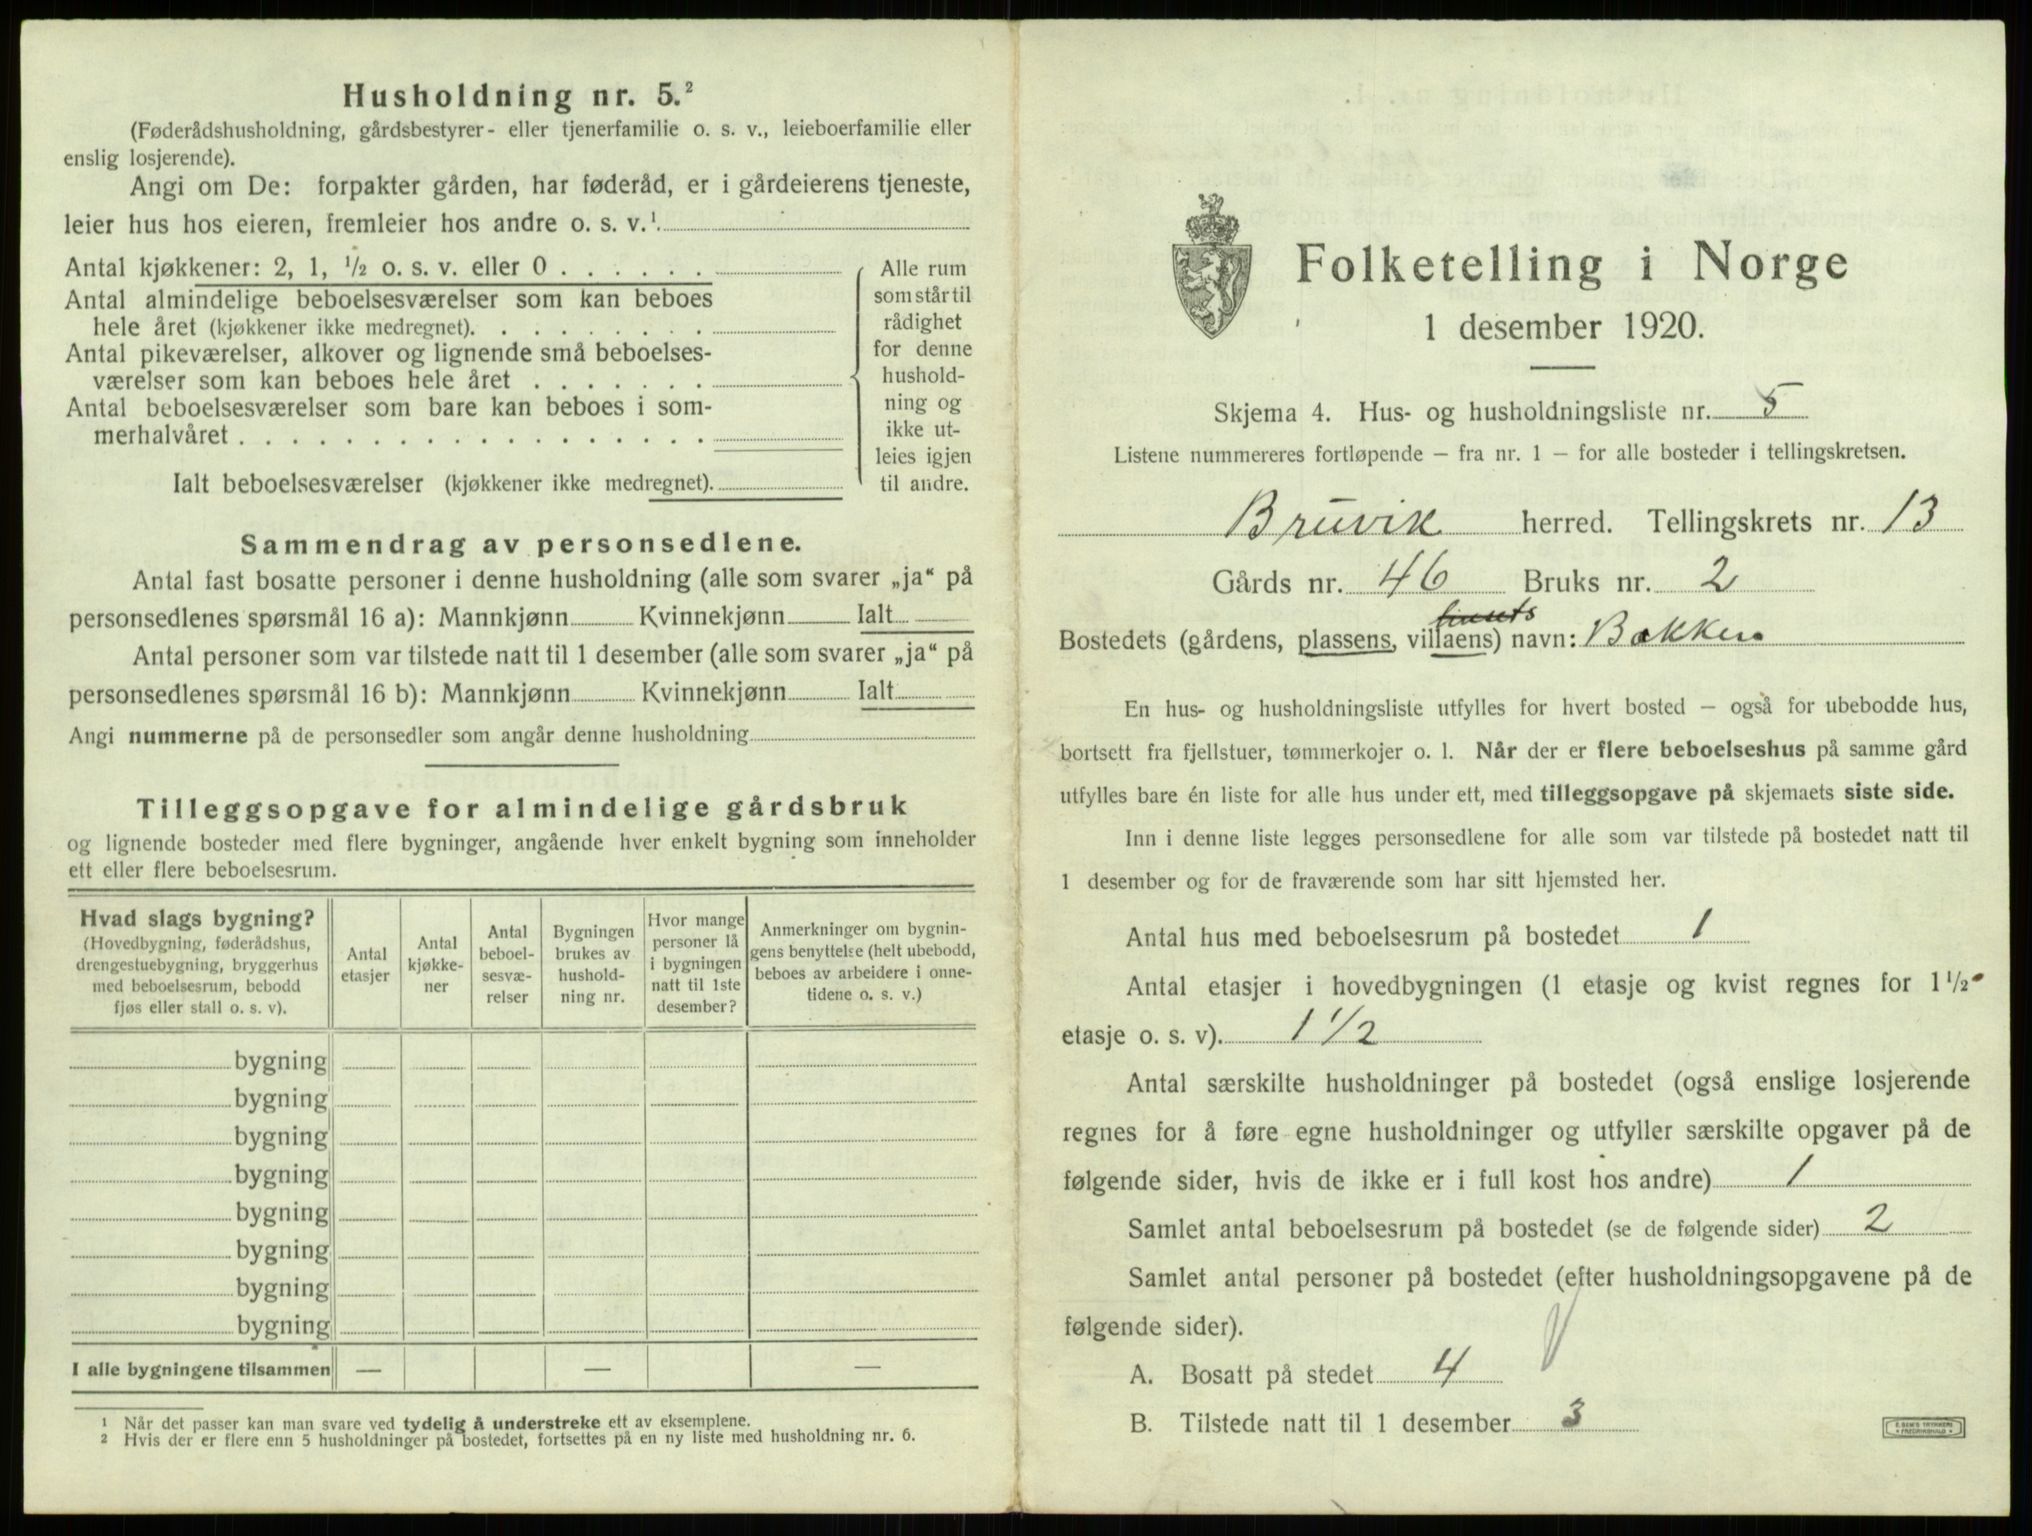 Husholdning nr. 5.²
(Føderådshusholdning, gårdsbestyrer- eller tjenerfamilie o. s. v., leieboerfamilie eller
enslig losjerende).
Angi om De: forpakter gården, har føderåd, er i gårdeierens tjeneste,
leier hus hos eieren, fremleier hos andre o. s. v.¹
Antal kjøkkener: 2, 1, ½ o. s. v. eller 0 . . . . . .
Antal almindelige beboelsesværelser som kan beboes
hele året (kjøkkener ikke medregnet). . . . . . . . .
Antal pikeværelser, alkover og lignende små beboelses-
værelser som kan beboes hele året . . . . . . .
Antal beboelsesværelser som bare kan beboes i som-
merhalvåret . . . . . . . . . . . . . . . . . .
Ialt beboelsesværelser (kjøkkener ikke medregnet).
Alle rum
som står til
rådighet
for denne
hushold-
ning og
ikke ut-
leies igjen
til andre.
Sammendrag av personsedlene.
Antal fast bosatte personer i denne husholdning (alle som svarer „ja“ på
personsedlenes spørsmål 16 a): Mannkjønn Kvinnekjønn Ialt
Antal personer som var tilstede natt til 1 desember (alle som svarer „ja“ på
personsedlenes spørsmål 16 b): Mannkjønn Kvinnekjønn Ialt
Angi nummerne på de personsedler som angår denne husholdning
Tilleggsopgave for almindelige gårdsbruk
og lignende bosteder med flere bygninger, angående hver enkelt bygning som inneholder
ett eller flere beboelsesrum.
Hvad slags bygning?
(Hovedbygning, føderådshus,
drengestuebygning, bryggerhus
med beboelsesrum, bebodd
fjøs eller stall o. s. v).
Antal
etasjer
Antal
kjøkke-
ner
Antal
beboel-
sesvæ-
relser
Bygningen
brukes av
hushold-
ning nr.
Hvor mange
personer lå
i bygningen
natt til 1ste
desember?
Anmerkninger om bygnin-
gens benyttelse (helt ubebodd,
beboes av arbeidere i onne-
tidene o. s. v.)
bygning
bygning
bygning
bygning
bygning
bygning
bygning
bygning
I alle bygningene tilsammen — — —
¹ Når det passer kan man svare ved tydelig å understreke ett av eksemplene.
² Hvis der er flere enn 5 husholdninger på bostedet, fortsettes på en ny liste med husholdning nr. 6.
Folketelling i Norge
1 desember 1920.
Skjema 4. Hus- og husholdningsliste nr. 5
Listene nummereres fortløpende – fra nr. 1 – for alle bosteder i tellingskretsen.
Bruvik herred. Tellingskrets nr. 13
Gårds nr. 46 Bruks nr. 2
Bostedets (gårdens, plassens, villaens) navn: Bakken
En hus- og husholdningsliste utfylles for hvert bosted – også for ubebodde hus,
bortsett fra fjellstuer, tømmerkojer o. l. Når der er flere beboelseshus på samme gård
utfylles bare én liste for alle hus under ett, med tilleggsopgave på skjemaets siste side.
Inn i denne liste legges personsedlene for alle som var tilstede på bostedet natt til
1 desember og for de fraværende som har sitt hjemsted her.
Antal hus med beboelsesrum på bostedet 1
Antal etasjer i hovedbygningen (1 etasje og kvist regnes for 1½
etasje o. s. v). 1 1/2
Antal særskilte husholdninger på bostedet (også enslige losjerende
regnes for å føre egne husholdninger og utfyller særskilte opgaver på de
følgende sider, hvis de ikke er i full kost hos andre) 1
Samlet antal beboelsesrum på bostedet (se de følgende sider) 2
Samlet antal personer på bostedet (efter husholdningsopgavene på de
følgende sider).
A. Bosatt på stedet 4
B. Tilstede natt til 1 desember 3